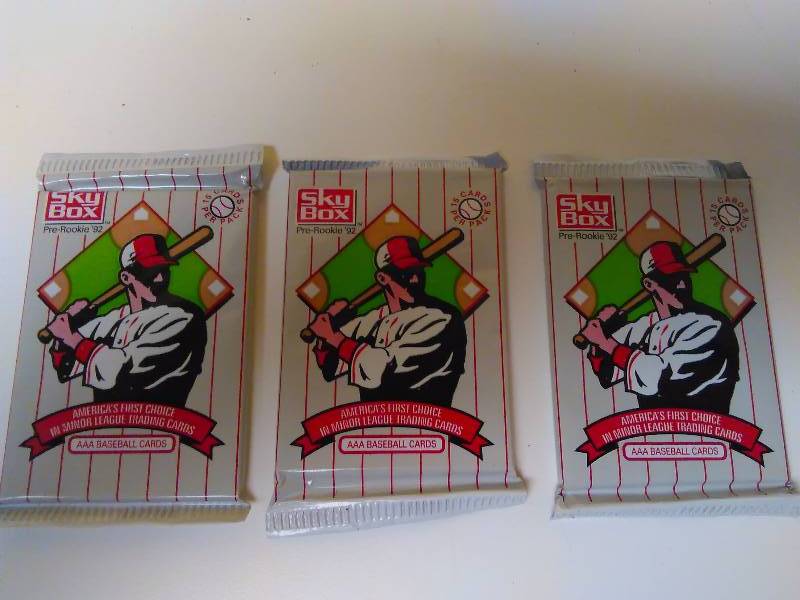 Sky
Box
Pre-Rookie '92
15 CARDS
PER PACK
AMERICA'S FIRST CHOICE
IN MINOR LEAGUE TRADING CARDS
AAA BASEBALL CARDS
Sky
Box
Pre-Rookie '92
15 CARDS
PER PACK
AMERICA'S FIRST CHOICE
IN MINOR LEAGUE TRADING CARDS
AAA BASEBALL CARDS
Sky
Box
Pre-Rookie '92
15 CARDS
PER PACK
AMERICA'S FIRST CHOICE
IN MINOR LEAGUE TRADING CARDS
AAA BASEBALL CARDS